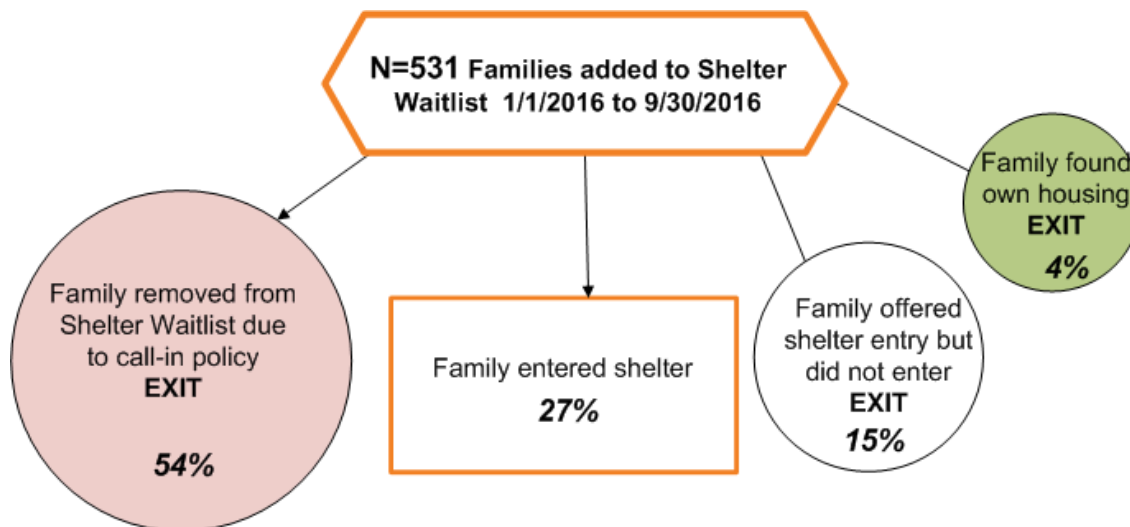 N=531 Families added to Shelter
Waitlist 1/1/2016 to 9/30/2016
Family removed from
Shelter Waitlist due
to call-in policy
EXIT
54%
Family entered shelter
27%
Family offered
shelter entry but
did not enter
EXIT
15%
Family found
own housing
EXIT
4%